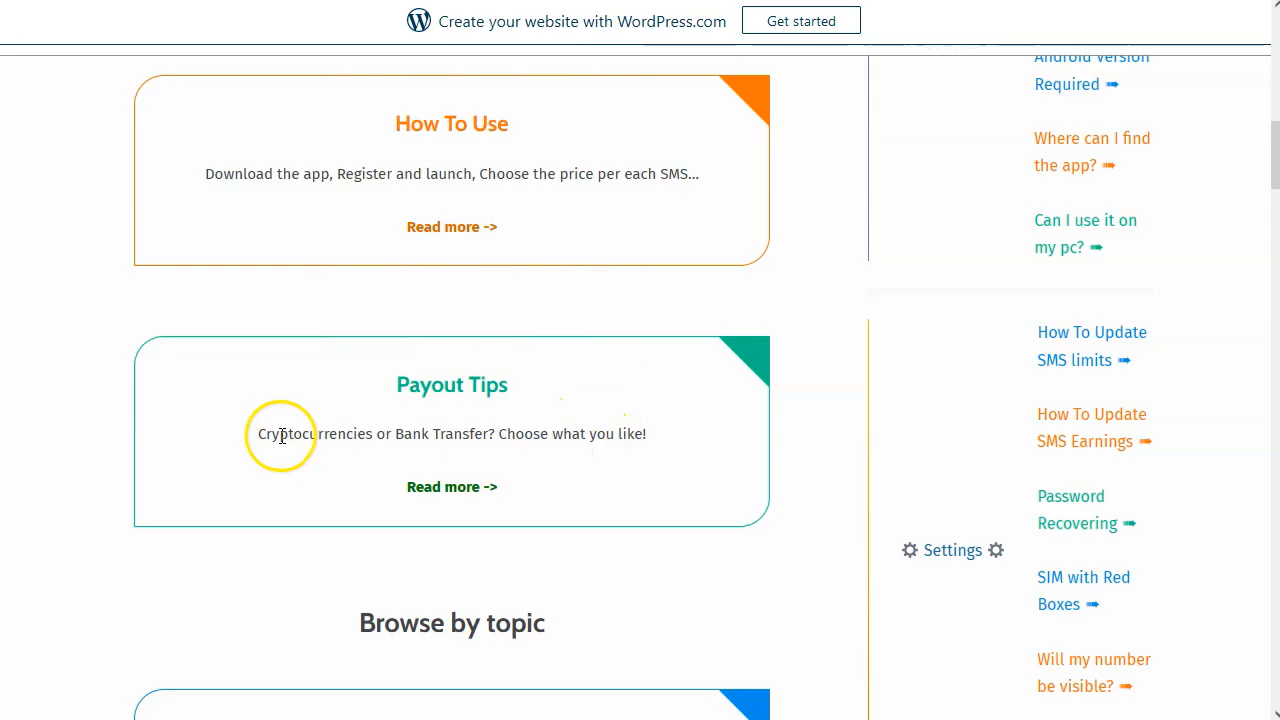 Create your website with WordPress.com
Get started
How To Use
Download the app, Register and launch, Choose the price per each SMS...
Read more ->
Payout Tips
Cryptocurrencies or Bank Transfer? Choose what you like!
Read more ->
Browse by topic
Android Version
Required ➠
Where can I find
the app? ➠
Can I use it on
my pc? ➠
⚙ Settings ⚙
How To Update
SMS limits ➠
How To Update
SMS Earnings ➠
Password
Recovering ➠
SIM with Red
Boxes ➠
Will my number
be visible? ➠